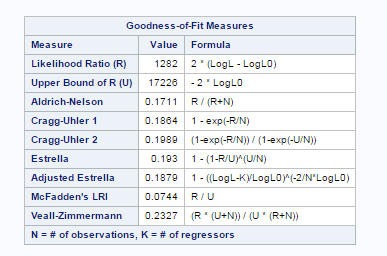 Goodness-of-Fit Measures
Measure Value Formula
Likelihood Ratio (R) 1282 2 * (LogL - LogL0)
Upper Bound of R (U) 17226 - 2 * LogL0
Aldrich-Nelson 0.1711 R / (R+N)
Cragg-Uhler 1 0.1864 1 - exp(-R/N)
Cragg-Uhler 2 0.1989 (1-exp(-R/N)) / (1-exp(-U/N))
Estrella 0.193 1 - (1-R/U)^(U/N)
Adjusted Estrella 0.1879 1 - ((LogL-K)/LogL0)^(-2/N*LogL0)
McFadden's LRI 0.0744 R / U
Veall-Zimmermann 0.2327 (R * (U+N)) / (U * (R+N))
N = # of observations, K = # of regressors